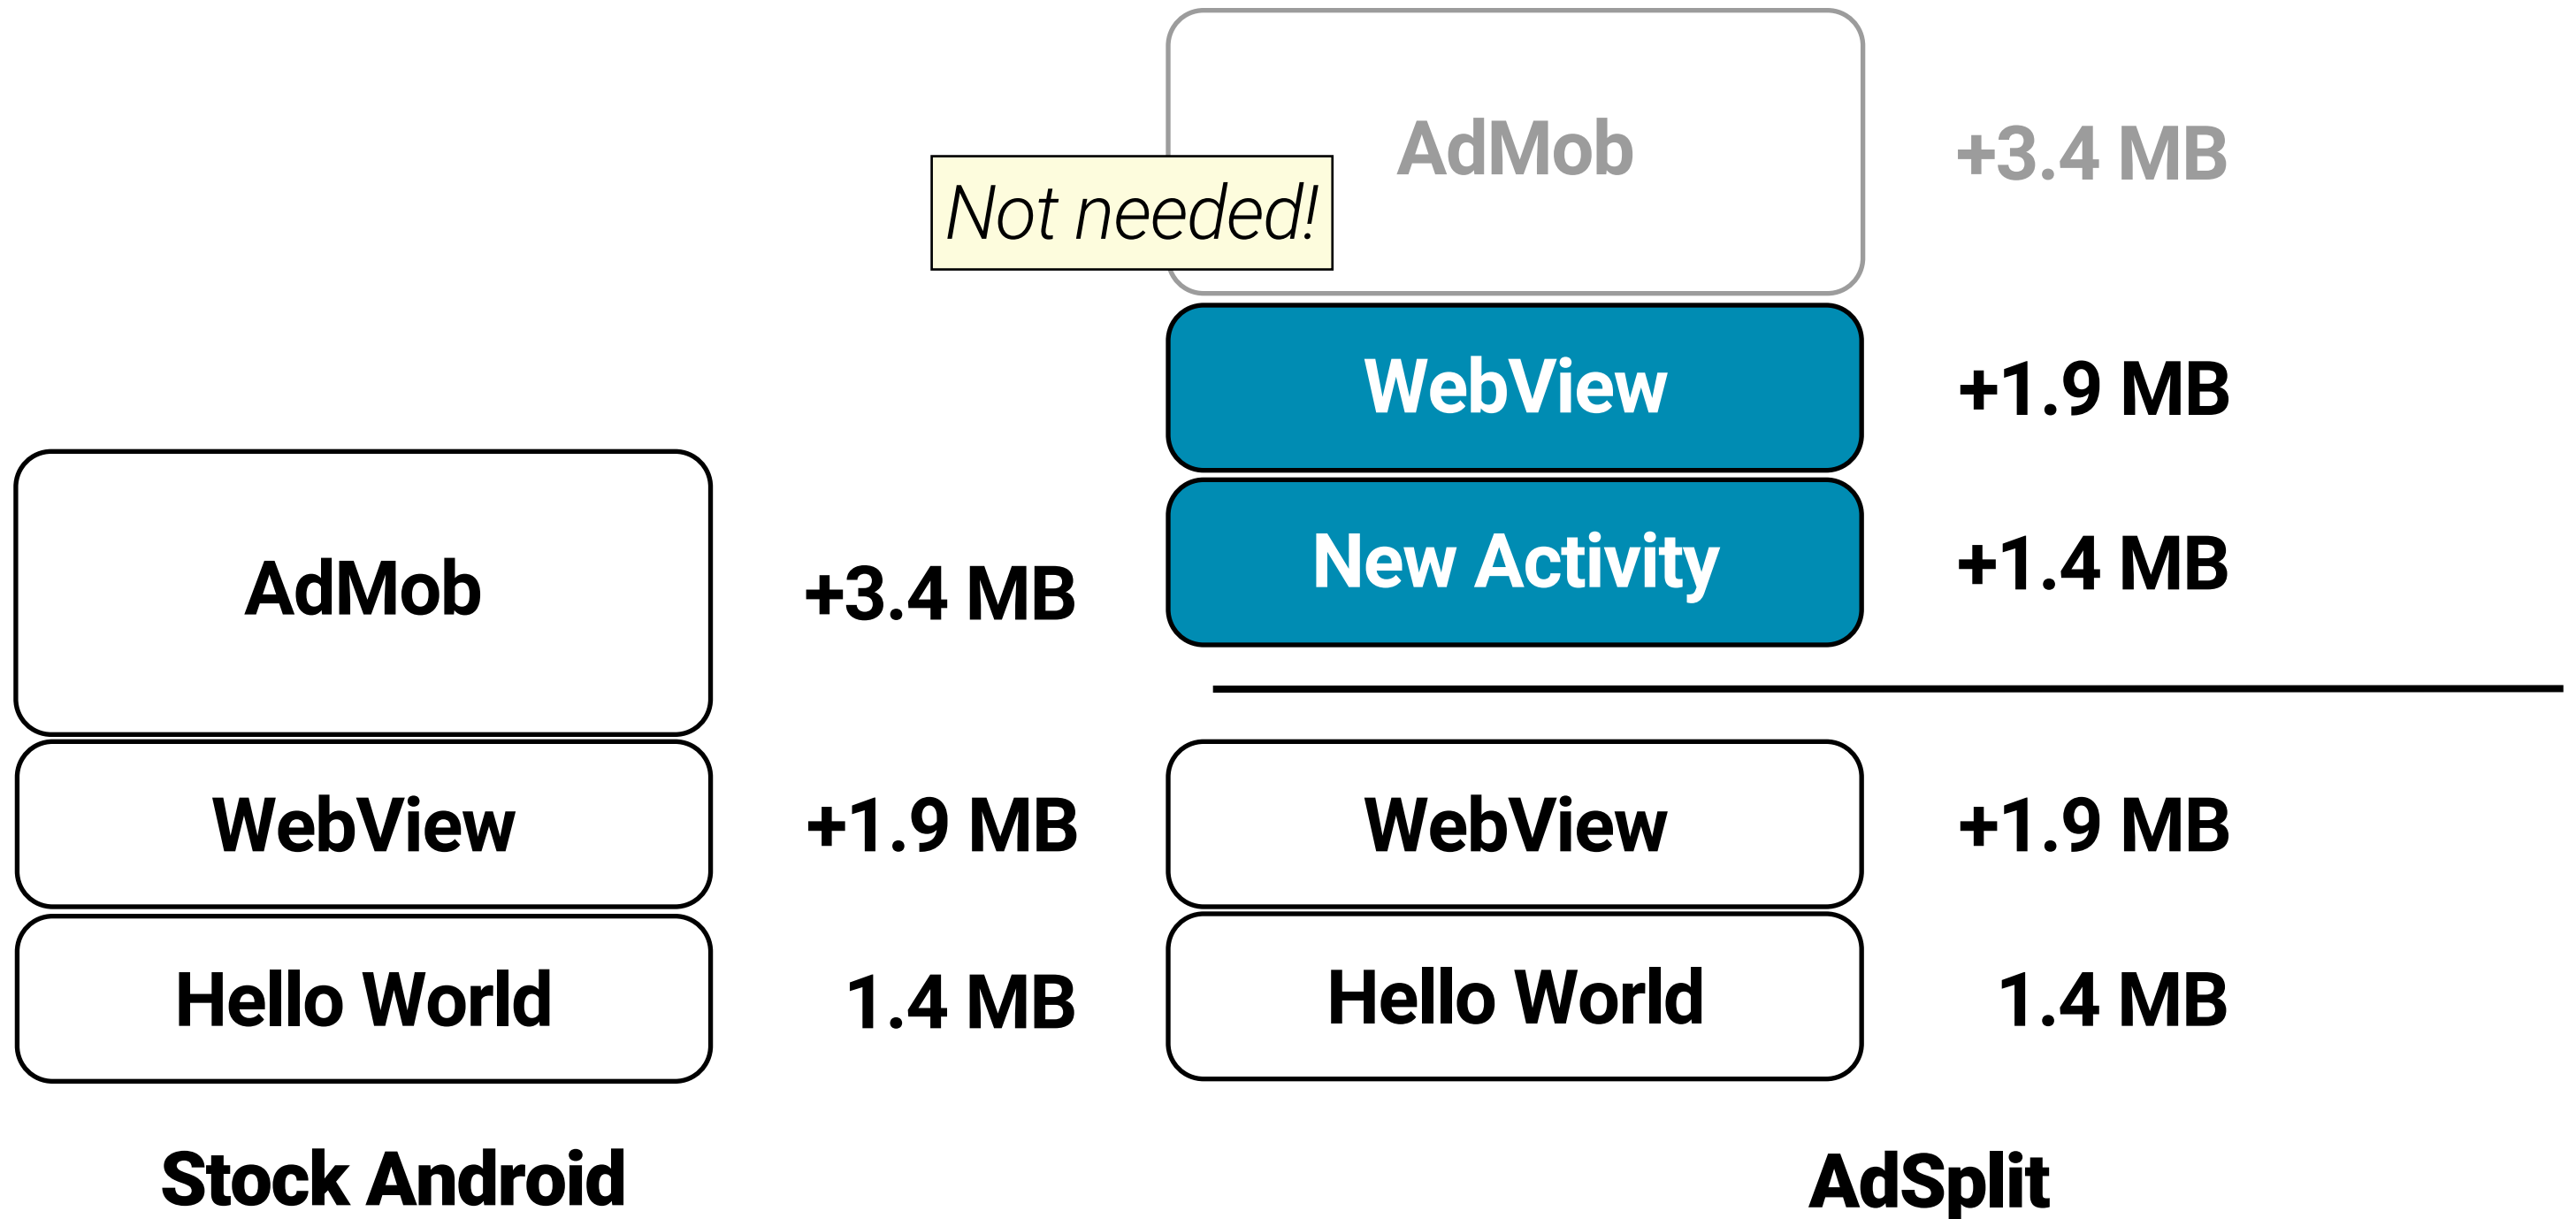 AdMob
+3.4 MB
Not needed!
WebView
+1.9 MB
New Activity
+1.4 MB
AdMob
+3.4 MB
WebView
+1.9 MB
WebView
+1.9 MB
Hello World
1.4 MB
Hello World
1.4 MB
Stock Android
AdSplit